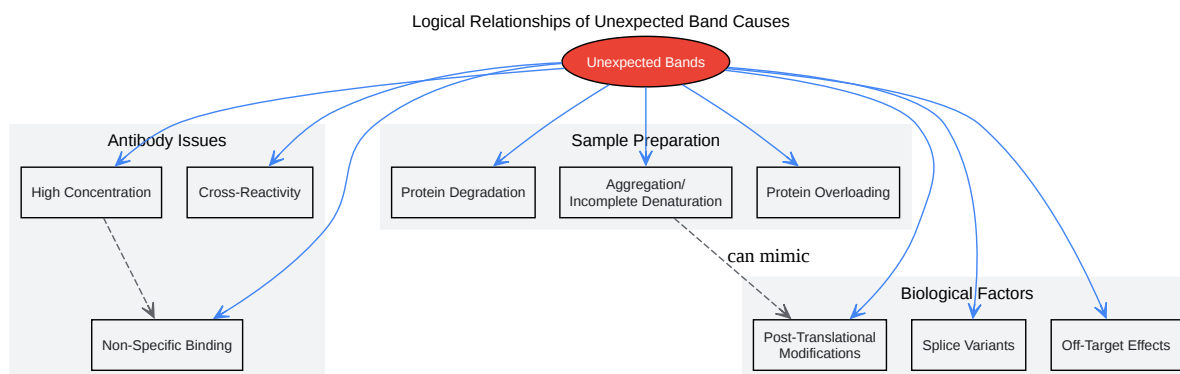 Logical Relationships of Unexpected Band Causes
Unexpected Bands
Antibody Issues
High Concentration
Cross-Reactivity
Non-Specific Binding
Sample Preparation
Protein Degradation
Aggregation/
Incomplete Denaturation
Protein Overloading
can mimic
Biological Factors
Post-Translational
Modifications
Splice Variants
Off-Target Effects